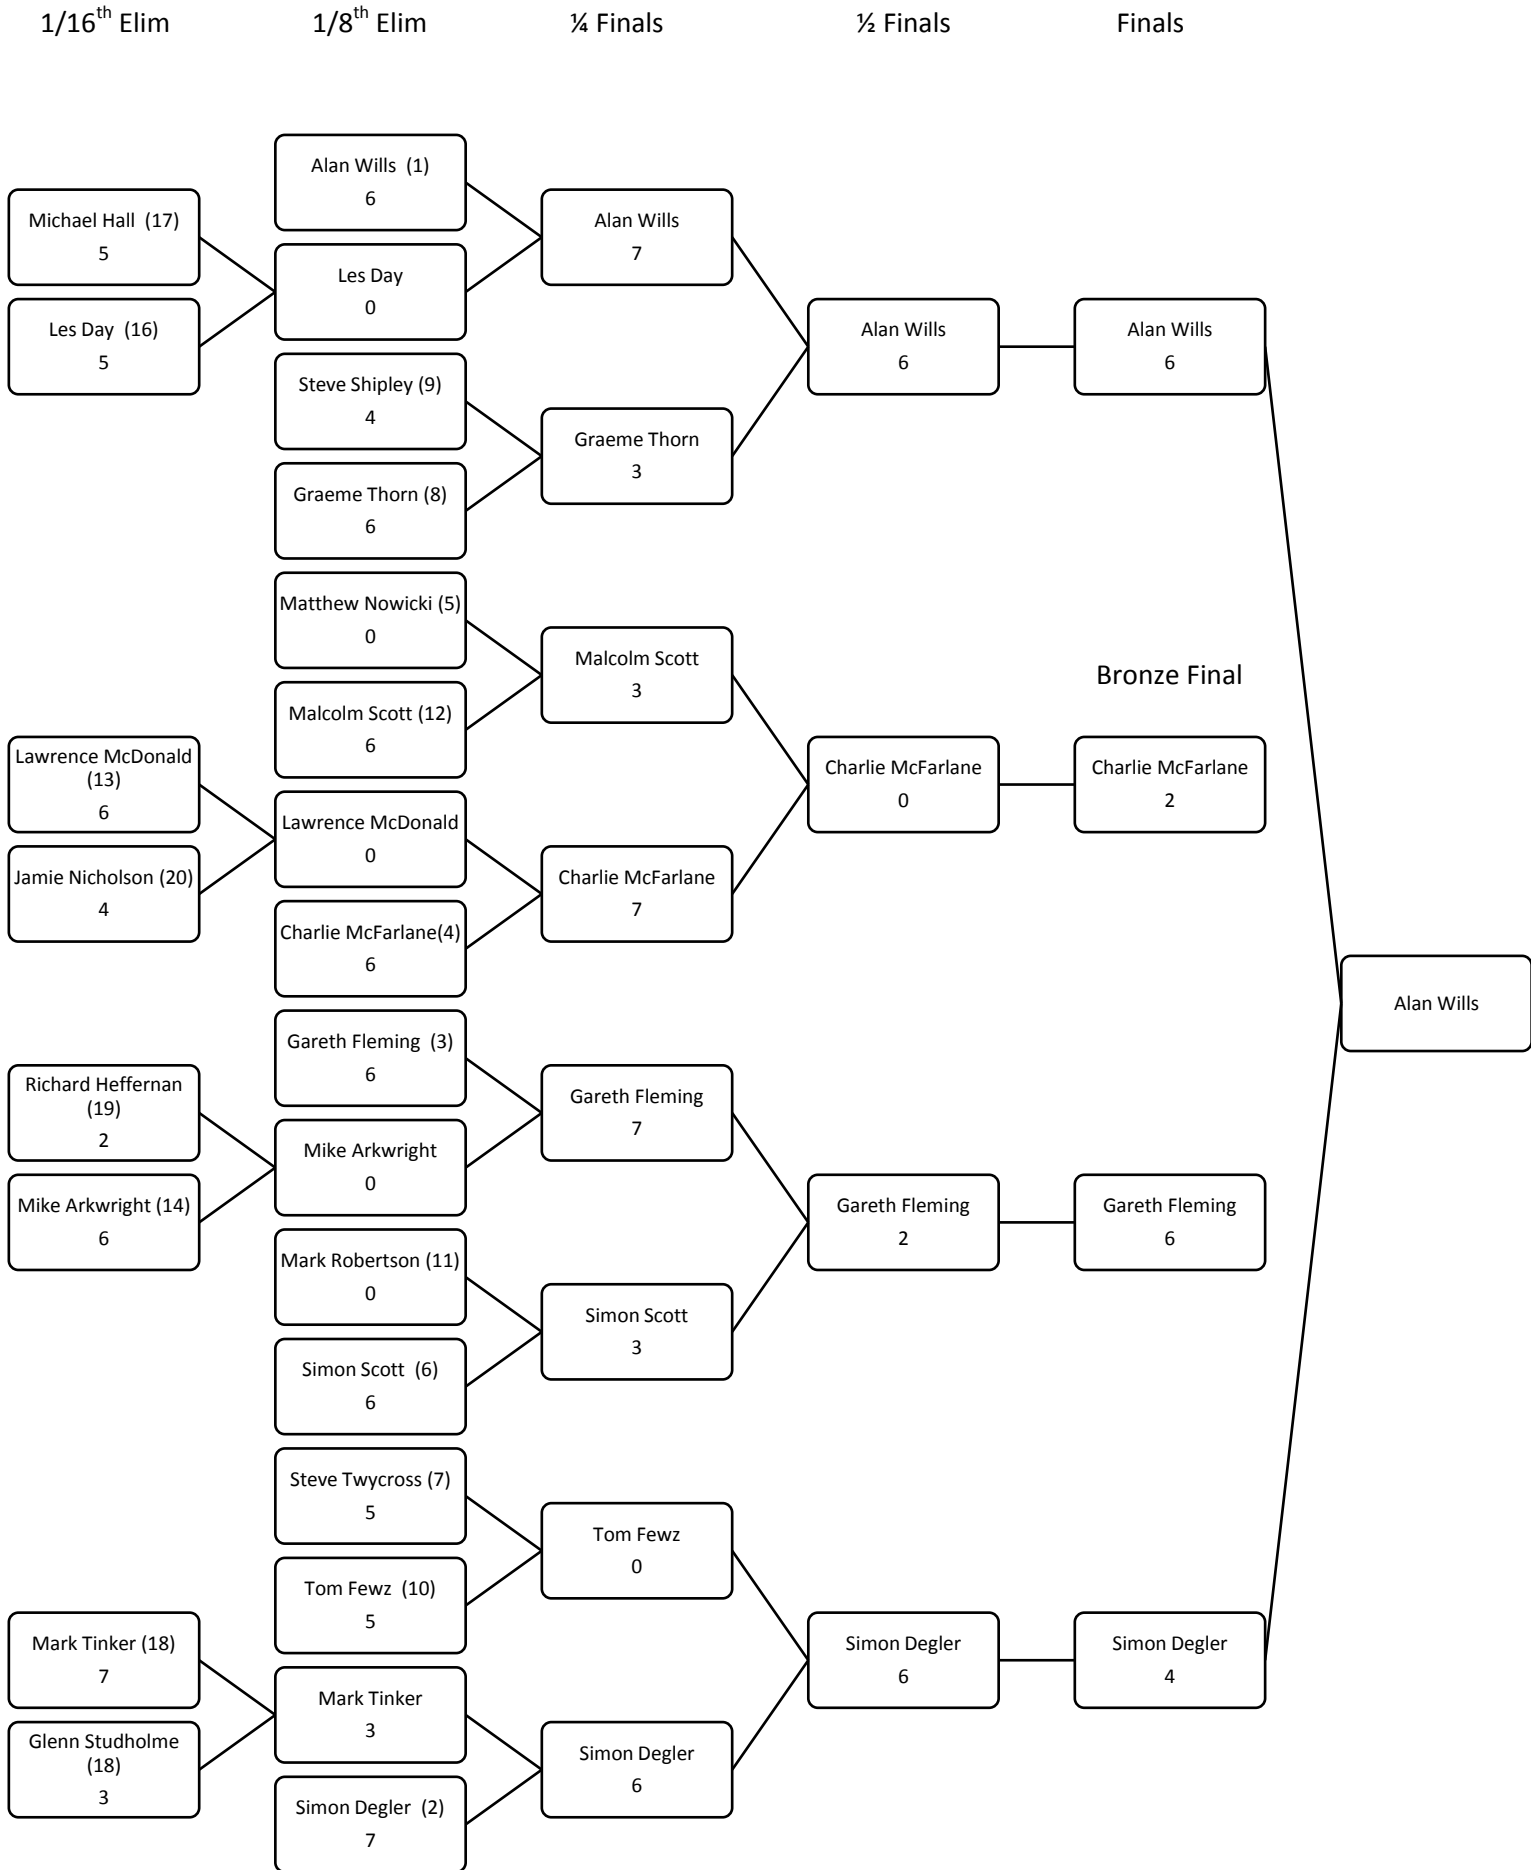 1/16th Elim
1/8th Elim
¼ Finals
½ Finals
Finals
Michael Hall (17)
5
Les Day (16)
5
Lawrence McDonald
(13)
6
Jamie Nicholson (20)
4
Richard Heffernan
(19)
2
Mike Arkwright (14)
6
Mark Tinker (18)
7
Glenn Studholme
(18)
3
Alan Wills (1)
6
Les Day
0
Steve Shipley (9)
4
Graeme Thorn (8)
6
Matthew Nowicki (5)
0
Malcolm Scott (12)
6
Lawrence McDonald
0
Charlie McFarlane(4)
6
Gareth Fleming (3)
6
Mike Arkwright
0
Mark Robertson (11)
0
Simon Scott (6)
6
Steve Twycross (7)
5
Tom Fewz (10)
5
Mark Tinker
3
Simon Degler (2)
7
Alan Wills
7
Graeme Thorn
3
Malcolm Scott
3
Charlie McFarlane
7
Gareth Fleming
7
Simon Scott
3
Tom Fewz
0
Simon Degler
6
Alan Wills
6
Charlie McFarlane
0
Gareth Fleming
2
Simon Degler
6
Alan Wills
6
Bronze Final
Charlie McFarlane
2
Gareth Fleming
6
Simon Degler
4
Alan Wills